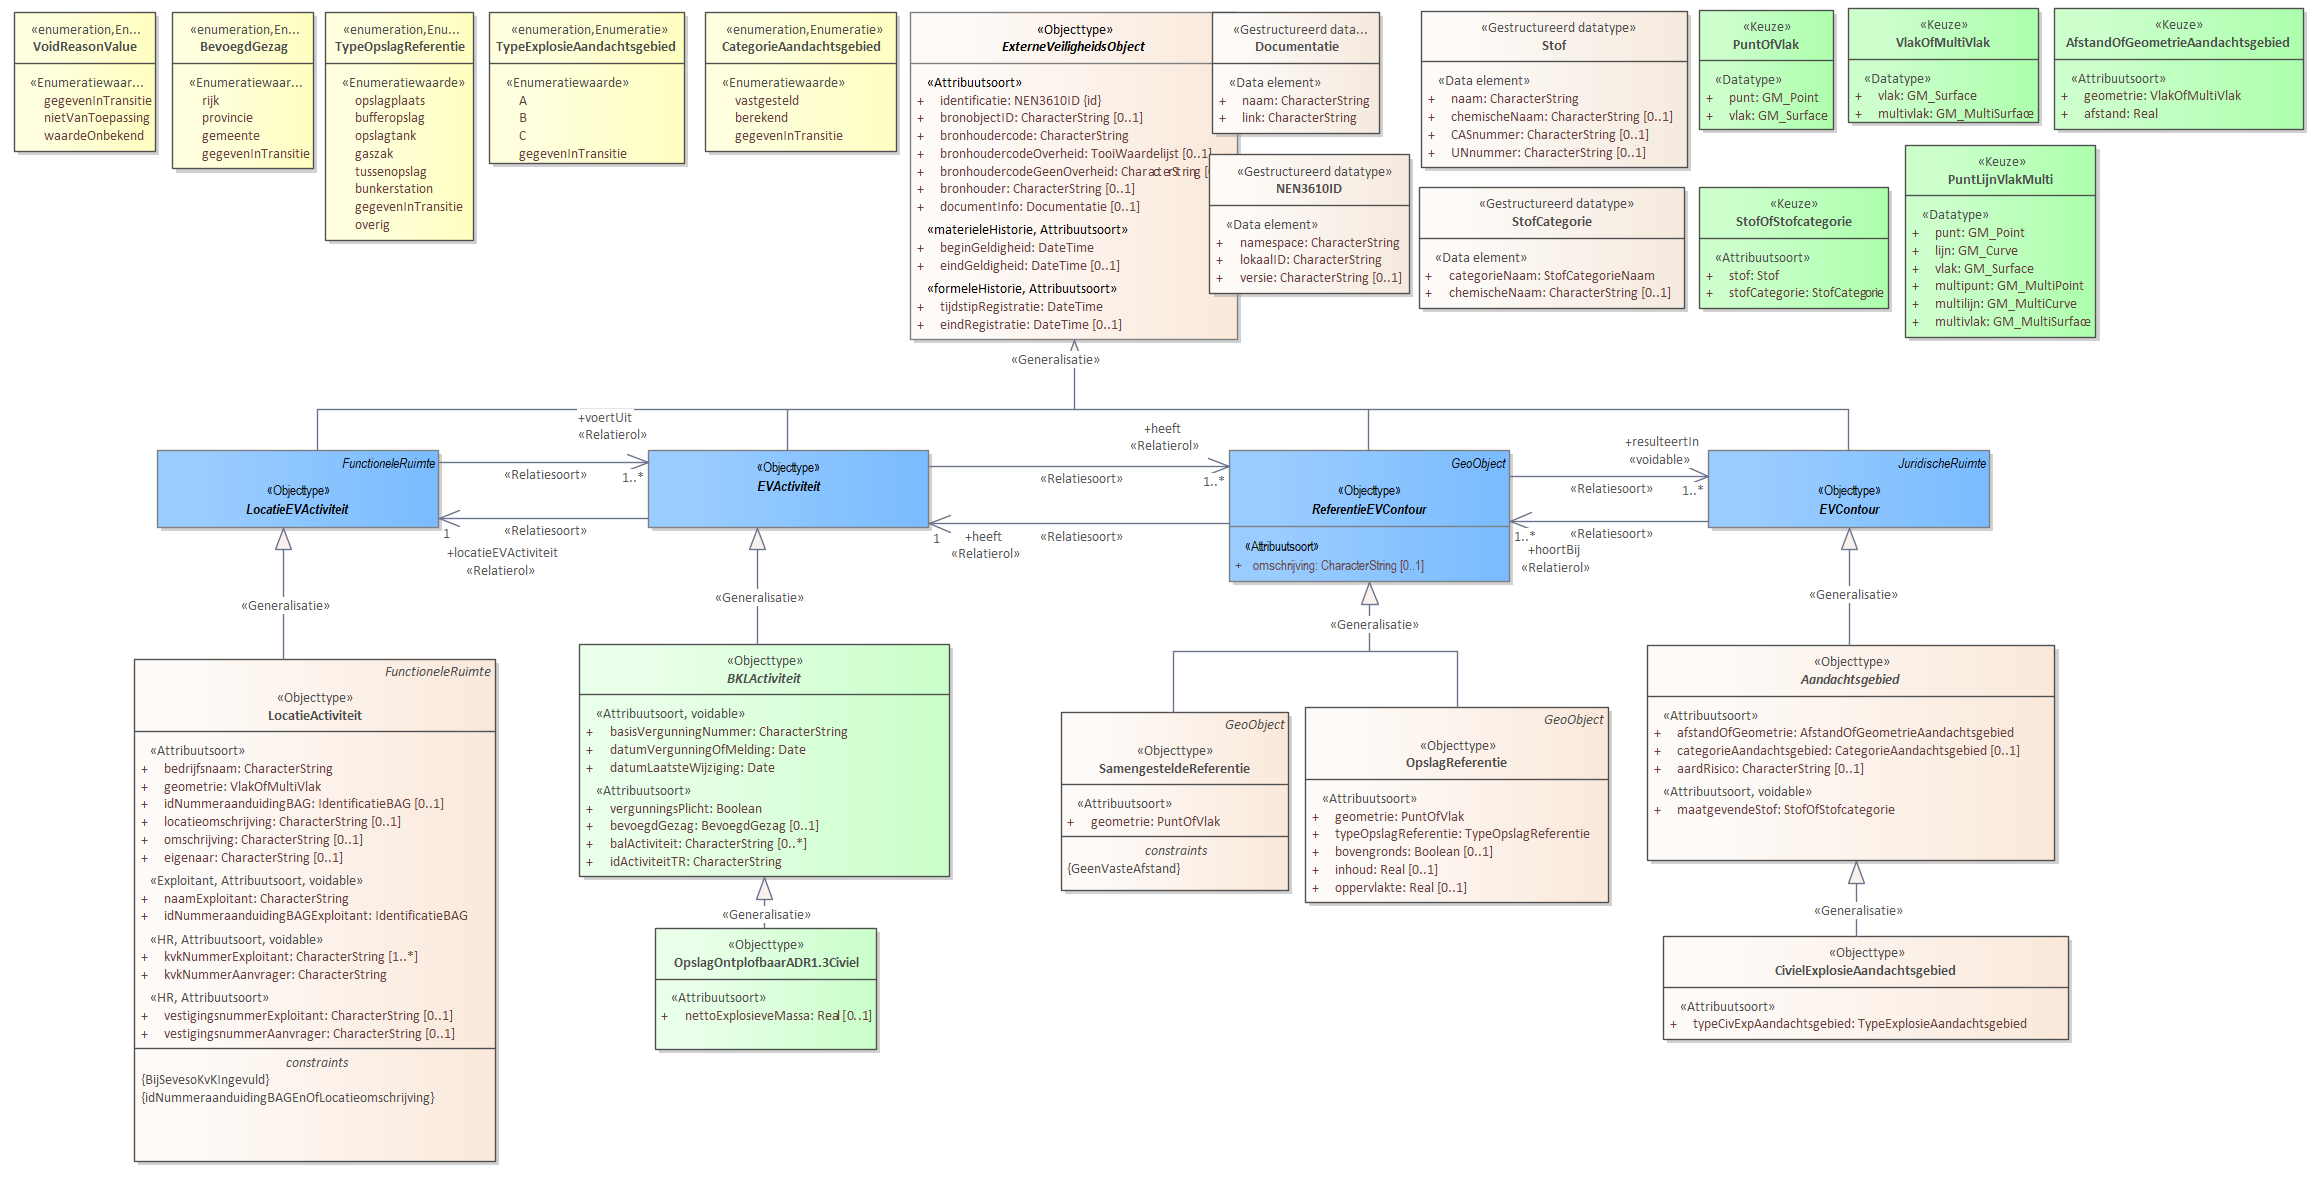 «enumeration,En...
VoidReasonValue
«Enumeratiewaar...
gegevenInTransitie
nietVanToepassing
waardeOnbekend
«enumeration,En...
BevoegdGezag
«Enumeratiewaar...
rijk
provincie
gemeente
gegevenInTransitie
«enumeration,Enu...
TypeOpslagReferentie
«Enumeratiewaarde»
opslagplaats
bufferopslag
opslagtank
gaszak
tussenopslag
bunkerstation
gegevenInTransitie
overig
«enumeration,Enumeratie»
TypeExplosieAandachtsgebied
«Enumeratiewaarde»
A
B
C
gegevenInTransitie
«enumeration,Enumeratie»
CategorieAandachtsgebied
«Enumeratiewaarde»
vastgesteld
berekend
gegevenInTransitie
«Objecttype»
ExterneVeiligheidsObject
«Attribuutsoort»
+ identificatie: NEN3610ID {id}
+ bronobjectID: CharacterString [0..1]
+ bronhoudercode: CharacterString
+ bronhoudercodeOverheid: TooiWaardelijst [0..1]
+ bronhoudercodeGeenOverheid: CharacterString [
+ bronhouder: CharacterString [0..1]
+ documentInfo: Documentatie [0..1]
«materieleHistorie, Attribuutsoort»
+ beginGeldigheid: DateTime
+ eindGeldigheid: DateTime [0..1]
«formeleHistorie, Attribuutsoort»
+ tijdstipRegistratie: DateTime
+ eindRegistratie: DateTime [0..1]
«Gestructureerd data...
Documentatie
«Data element»
+ naam: CharacterString
+ link: CharacterString
«Gestructureerd datatype»
NEN3610ID
«Data element»
+ namespace: CharacterString
+ lokaalID: CharacterString
+ versie: CharacterString [0..1]
«Gestructureerd datatype»
Stof
«Data element»
+ naam: CharacterString
+ chemischeNaam: CharacterString [0..1]
+ CASnummer: CharacterString [0..1]
+ UNnummer: CharacterString [0..1]
«Gestructureerd datatype»
StofCategorie
«Data element»
+ categorieNaam: StofCategorieNaam
+ chemischeNaam: CharacterString [0..1]
«Keuze»
PuntOfVlak
«Datatype»
+ punt: GM_Point
+ vlak: GM_Surface
«Keuze»
VlakOfMultiVlak
«Datatype»
+ vlak: GM_Surface
+ multivlak: GM_MultiSurface
«Keuze»
AfstandOfGeometrieAandachtsgebied
«Attribuutsoort»
+ geometrie: VlakOfMultiVlak
+ afstand: Real
«Keuze»
StofOfStofcategorie
«Attribuutsoort»
+ stof: Stof
+ stofCategorie: StofCategorie
«Keuze»
PuntLijnVlakMulti
«Datatype»
+ punt: GM_Point
+ lijn: GM_Curve
+ vlak: GM_Surface
+ multipunt: GM_MultiPoint
+ multilijn: GM_MultiCurve
+ multivlak: GM_MultiSurface
«Generalisatie»
FunctioneleRuimte
«Objecttype»
LocatieEVActiviteit
+voertUit
«Relatierol»
«Relatiesoort»
1..*
«Relatiesoort»
1
+locatieEVActiviteit
«Relatierol»
«Objecttype»
EVActiviteit
+heeft
«Relatierol»
«Relatiesoort»
1..*
«Relatiesoort»
1
+heeft
«Relatierol»
GeoObject
«Objecttype»
ReferentieEVContour
«Attribuutsoort»
+ omschrijving: CharacterString [0..1]
+resulteertIn
«voidable»
«Relatiesoort»
1..*
«Relatiesoort»
1..*
+hoortBij
«Relatierol»
JuridischeRuimte
«Objecttype»
EVContour
«Generalisatie»
«Generalisatie»
«Generalisatie»
«Generalisatie»
FunctioneleRuimte
«Objecttype»
LocatieActiviteit
«Attribuutsoort»
+ bedrijfsnaam: CharacterString
+ geometrie: VlakOfMultiVlak
+ idNummeraanduidingBAG: IdentificatieBAG [0..1]
+ locatieomschrijving: CharacterString [0..1]
+ omschrijving: CharacterString [0..1]
+ eigenaar: CharacterString [0..1]
«Exploitant, Attribuutsoort, voidable»
+ naamExploitant: CharacterString
+ idNummeraanduidingBAGExploitant: IdentificatieBAG
«HR, Attribuutsoort, voidable»
+ kvkNummerExploitant: CharacterString [1..*]
+ kvkNummerAanvrager: CharacterString
«HR, Attribuutsoort»
+ vestigingsnummerExploitant: CharacterString [0..1]
+ vestigingsnummerAanvrager: CharacterString [0..1]
constraints
{BijSevesoKvKIngevuld}
{idNummeraanduidingBAGEnOfLocatieomschrijving}
«Objecttype»
BKLActiviteit
«Attribuutsoort, voidable»
+ basisVergunningNummer: CharacterString
+ datumVergunningOfMelding: Date
+ datumLaatsteWijziging: Date
«Attribuutsoort»
+ vergunningsPlicht: Boolean
+ bevoegdGezag: BevoegdGezag [0..1]
+ balActiviteit: CharacterString [0..*]
+ idActiviteitTR: CharacterString
«Generalisatie»
«Objecttype»
OpslagOntplofbaarADR1.3Civiel
«Attribuutsoort»
+ nettoExplosieveMassa: Real [0..1]
GeoObject
«Objecttype»
SamengesteldeReferentie
«Attribuutsoort»
+ geometrie: PuntOfVlak
constraints
{GeenVasteAfstand}
GeoObject
«Objecttype»
OpslagReferentie
«Attribuutsoort»
+ geometrie: PuntOfVlak
+ typeOpslagReferentie: TypeOpslagReferentie
+ bovengronds: Boolean [0..1]
+ inhoud: Real [0..1]
+ oppervlakte: Real [0..1]
«Objecttype»
Aandachtsgebied
«Attribuutsoort»
+ afstandOfGeometrie: AfstandOfGeometrieAandachtsgebied
+ categorieAandachtsgebied: CategorieAandachtsgebied [0..1]
+ aardRisico: CharacterString [0..1]
«Attribuutsoort, voidable»
+ maatgevendeStof: StofOfStofcategorie
«Generalisatie»
«Objecttype»
CivielExplosieAandachtsgebied
«Attribuutsoort»
+ typeCivExpAandachtsgebied: TypeExplosieAandachtsgebied